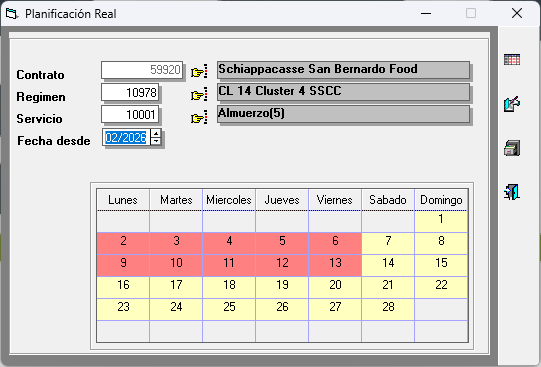 Planificación Real
Contrato 59920 Schiappacasse San Bernardo Food
Regimen 10978 CL 14 Cluster 4 SSCC
Servicio 10001 Almuerzo(5)
Fecha desde 02/2026
Lunes Martes Miercoles Jueves Viernes Sabado Domingo
1
2 3 4 5 6 7 8
9 10 11 12 13 14 15
16 17 18 19 20 21 22
23 24 25 26 27 28